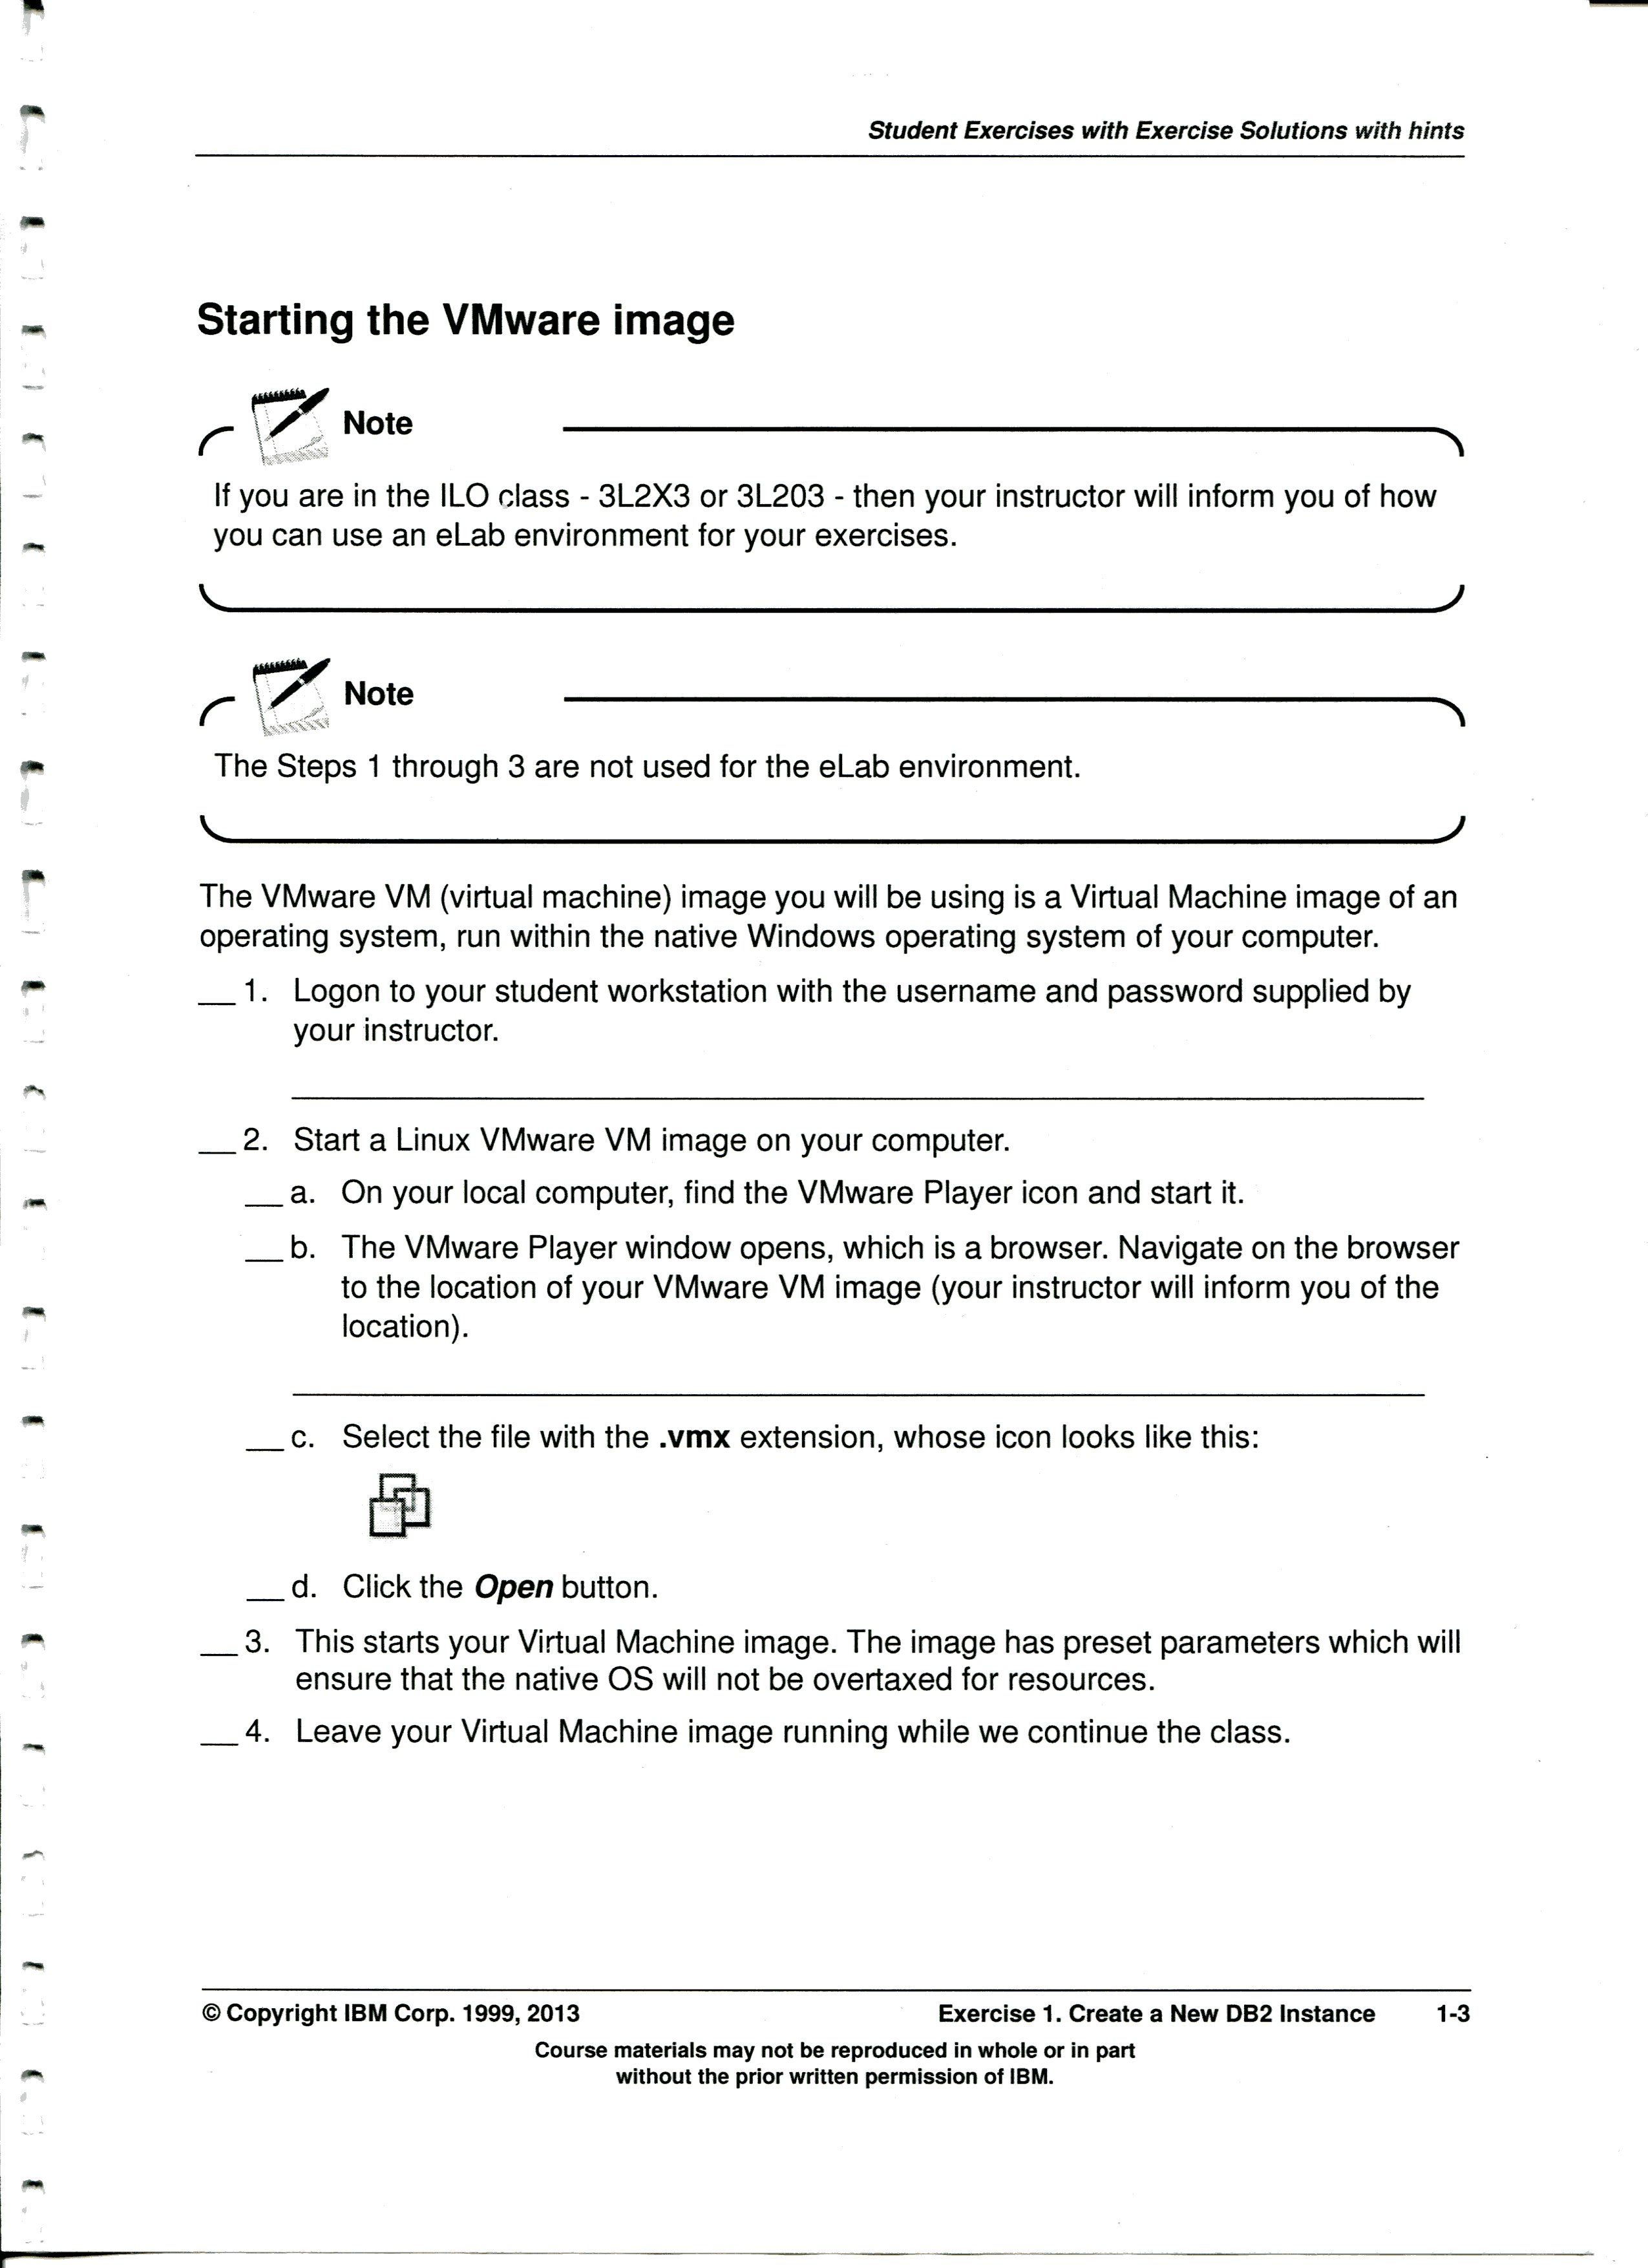 Student Exercises with Exercise Solutions with hints
Starting the VMware image
Note
If you are in the ILO class - 3L2X3 or 3L203 - then your instructor will inform you of how
you can use an eLab environment for your exercises.
Note
The Steps 1 through 3 are not used for the eLab environment.
The VMware VM (virtual machine) image you will be using is a Virtual Machine image of an
operating system, run within the native Windows operating system of your computer.
__ 1. Logon to your student workstation with the username and password supplied by
your instructor.
__ 2. Start a Linux VMware VM image on your computer.
__ a. On your local computer, find the VMware Player icon and start it.
__ b. The VMware Player window opens, which is a browser. Navigate on the browser
to the location of your VMware VM image (your instructor will inform you of the
location).
__ c. Select the file with the .vmx extension, whose icon looks like this:
__ d. Click the Open button.
__ 3. This starts your Virtual Machine image. The image has preset parameters which will
ensure that the native OS will not be overtaxed for resources.
__ 4. Leave your Virtual Machine image running while we continue the class.
© Copyright IBM Corp. 1999, 2013 Exercise 1. Create a New DB2 Instance 1-3
Course materials may not be reproduced in whole or in part
without the prior written permission of IBM.